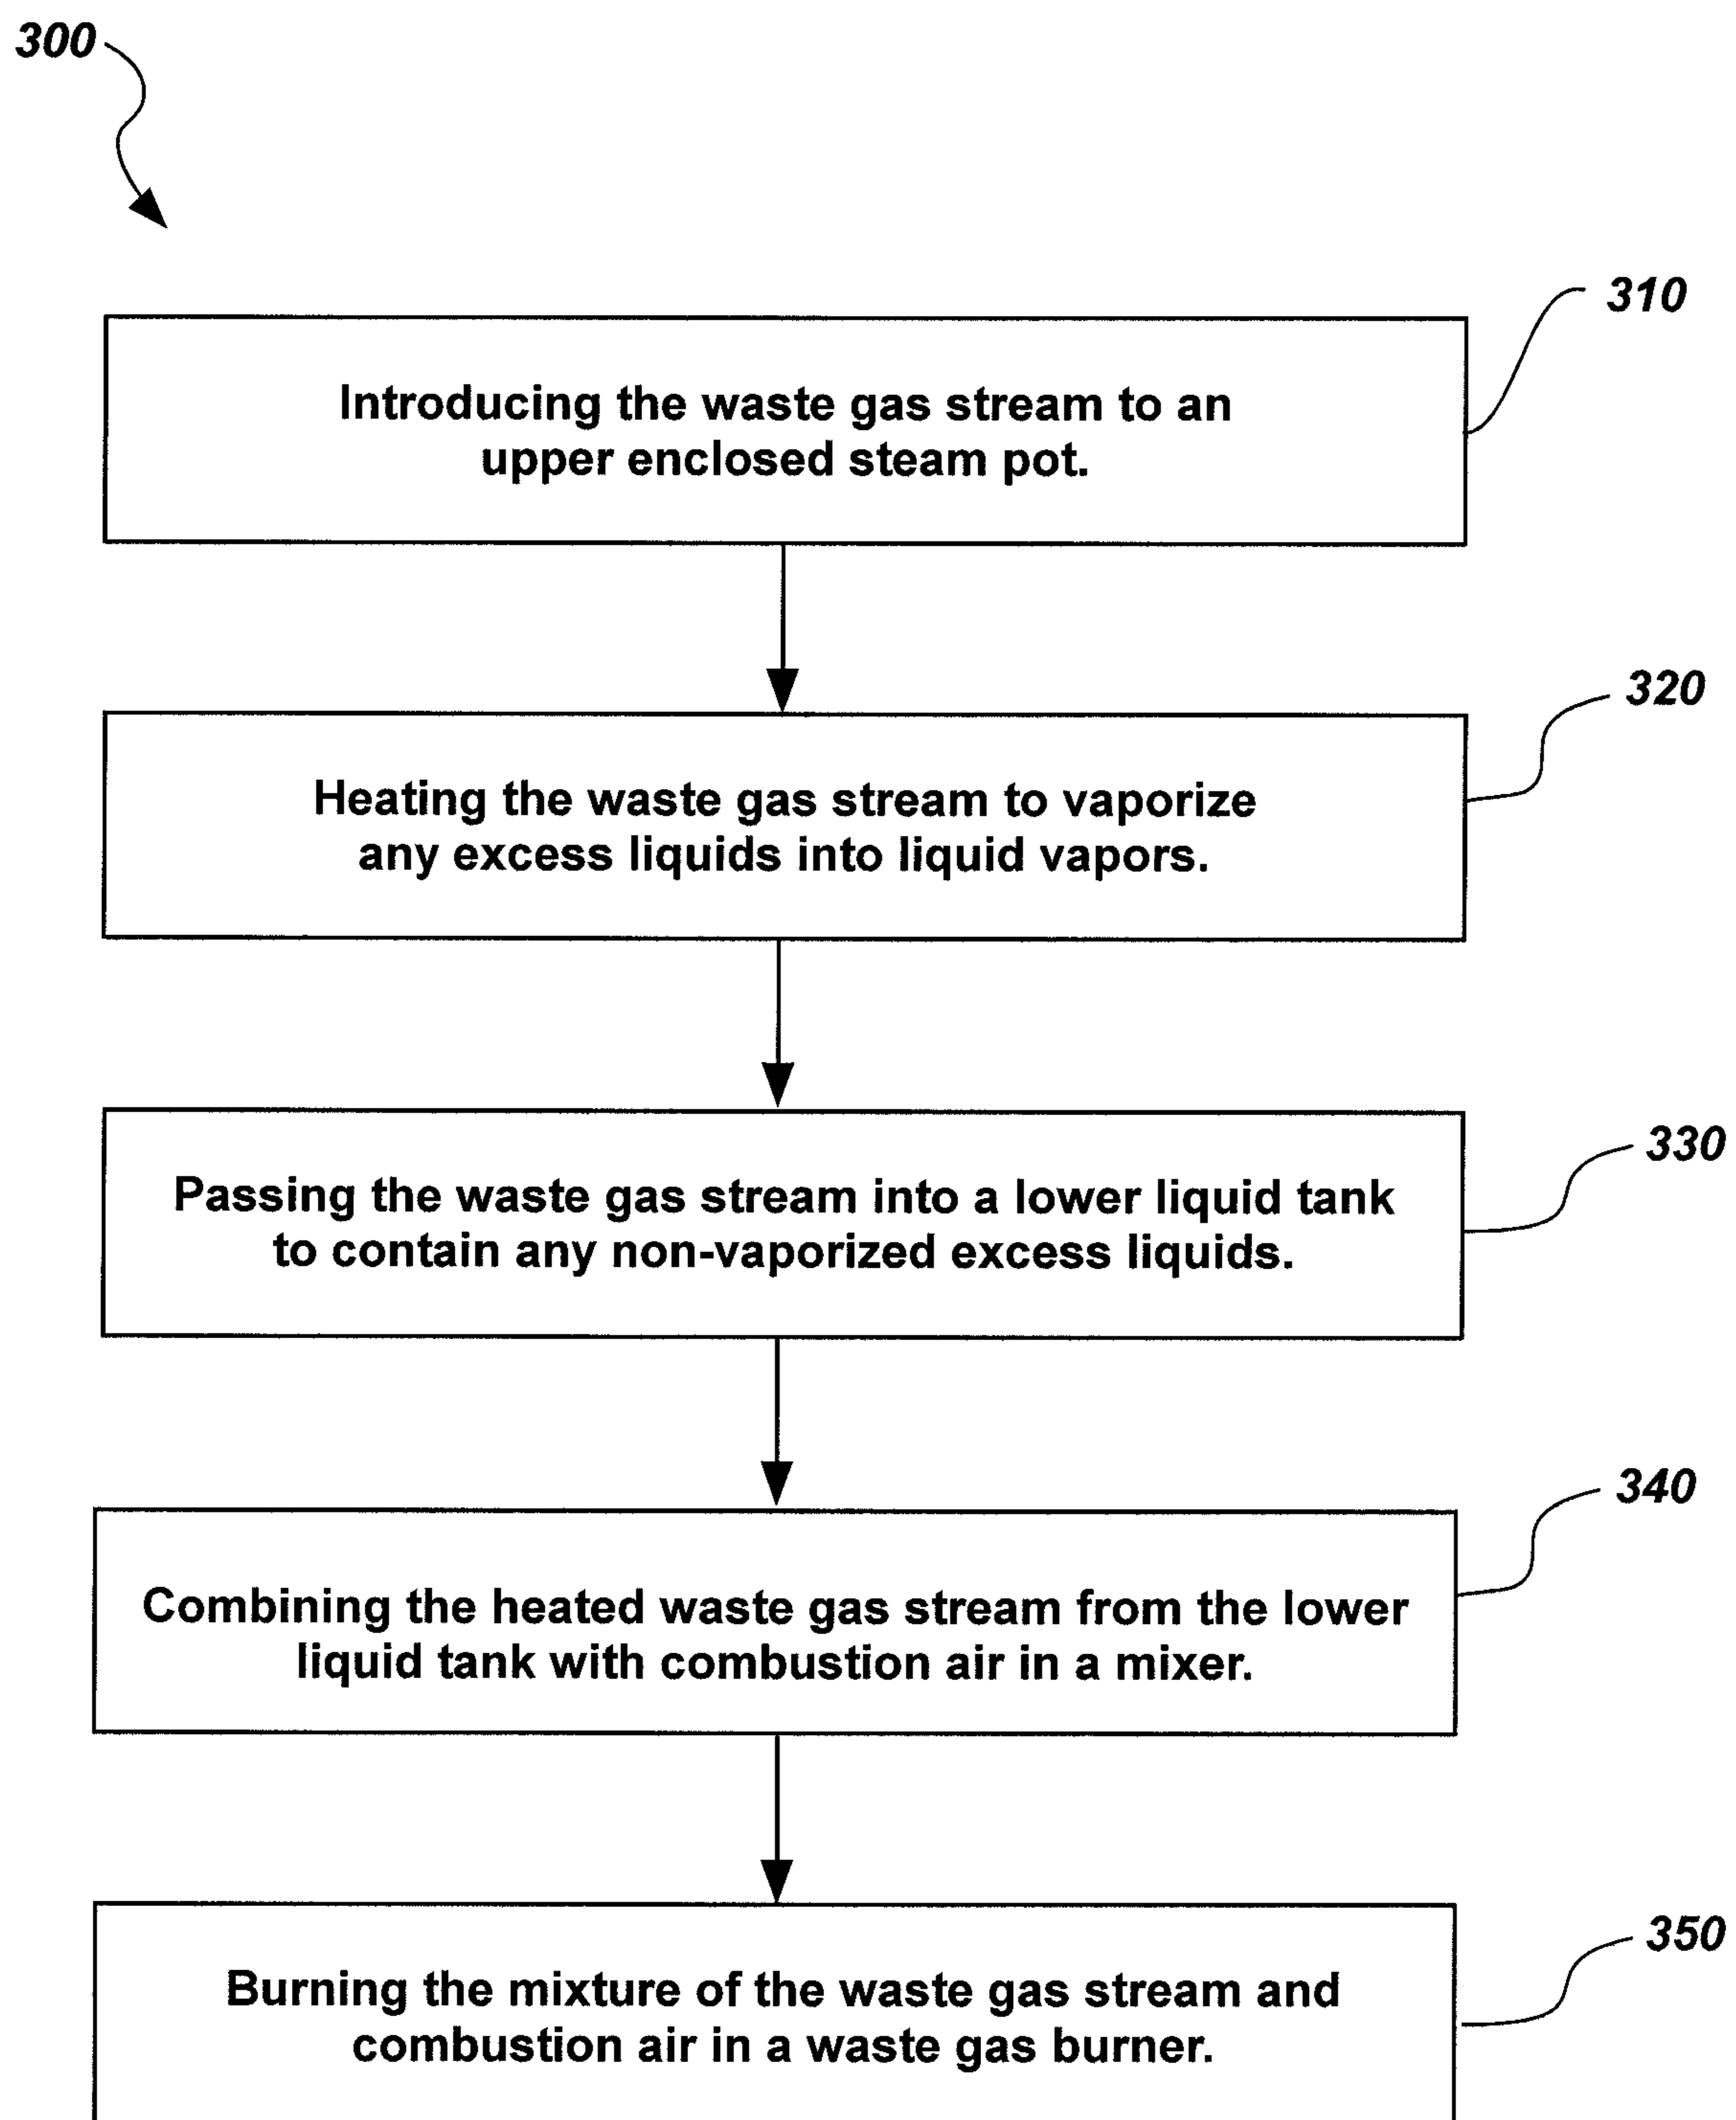 300
310
Introducing the waste gas stream to an
upper enclosed steam pot.
320
Heating the waste gas stream to vaporize
any excess liquids into liquid vapors.
330
Passing the waste gas stream into a lower liquid tank
to contain any non-vaporized excess liquids.
340
Combining the heated waste gas stream from the lower
liquid tank with combustion air in a mixer.
350
Burning the mixture of the waste gas stream and
combustion air in a waste gas burner.